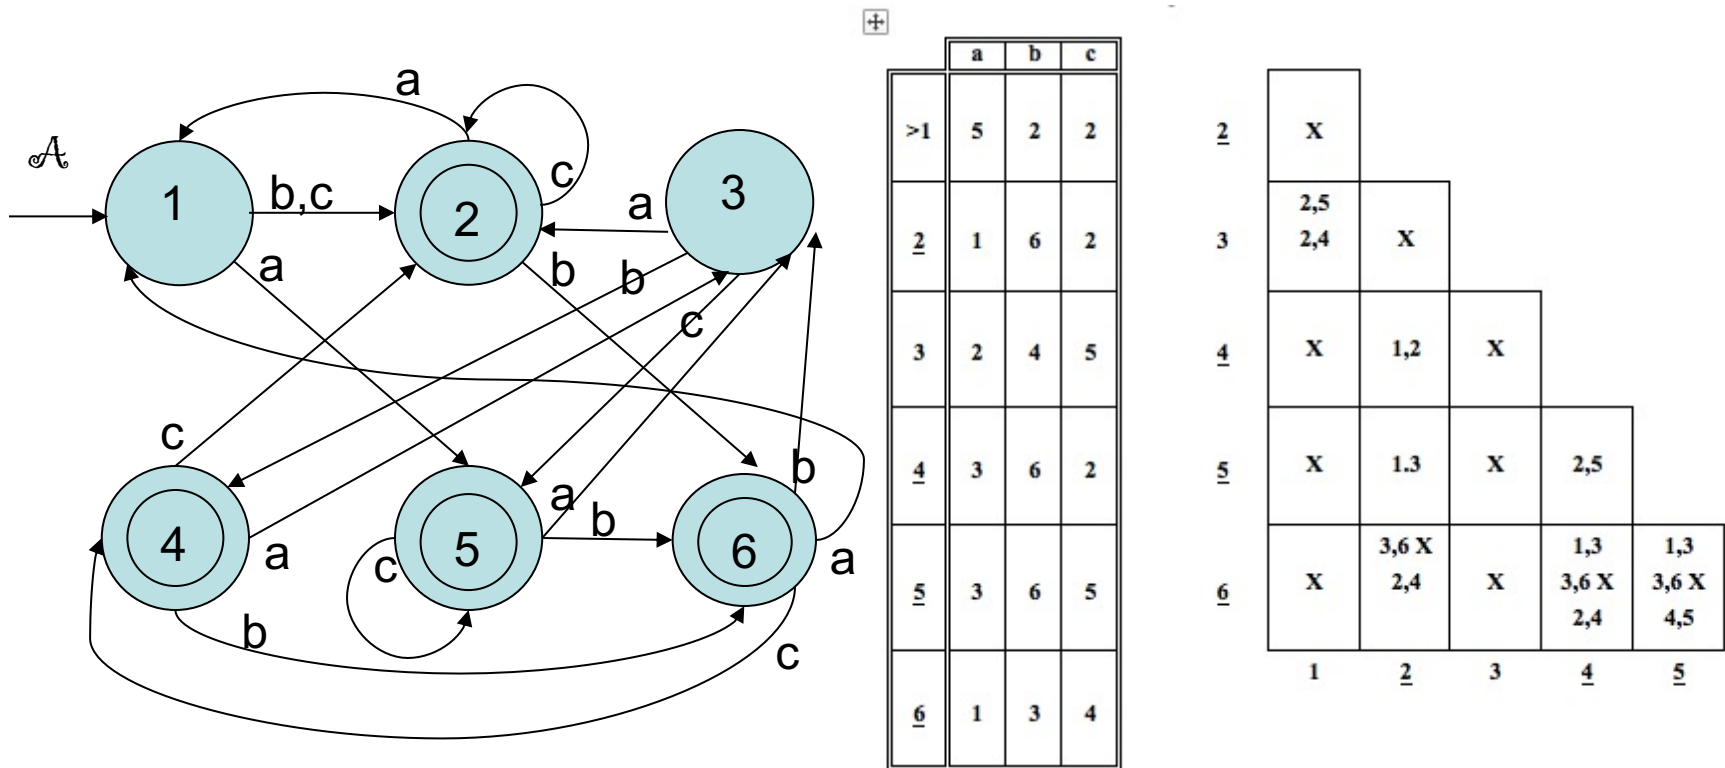 𝒜
a
c
1
b,c
2
a
3
a
b
b
c
c
4
a
b
5
c
a
b
6
b
a
c
a b c
>1 5 2 2
2 1 6 2
3 2 4 5
4 3 6 2
5 3 6 5
6 1 3 4
2 X
2,5
3 2,4 X
4 X 1,2 X
5 X 1.3 X 2,5
3,6 X 1,3 1,3
6 X 2,4 X 3,6 X 3,6 X
2,4 4,5
1 2 3 4 5